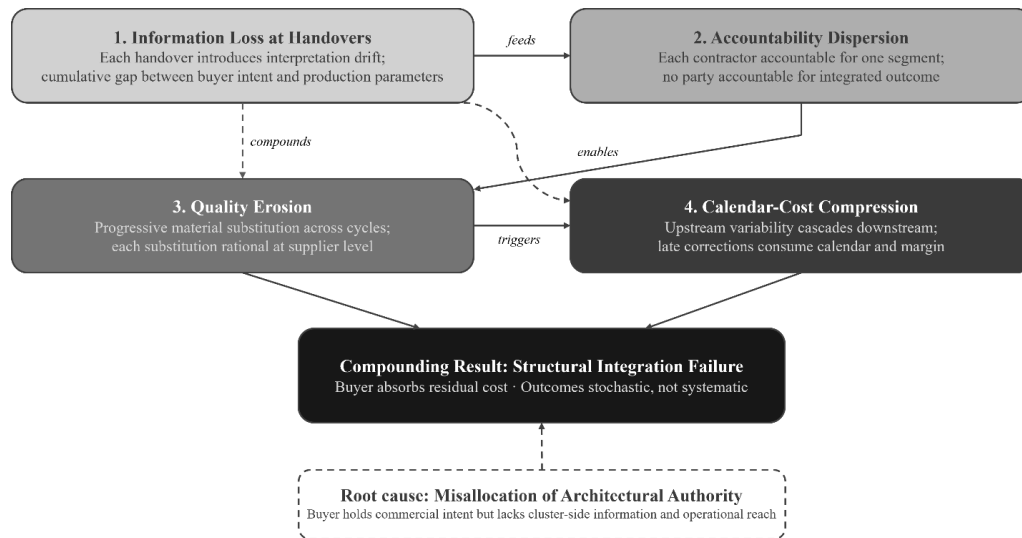 1. Information Loss at Handovers
Each handover introduces interpretation drift;
cumulative gap between buyer intent and production parameters
feeds
2. Accountability Dispersion
Each contractor accountable for one segment;
no party accountable for integrated outcome
compounds
enables
3. Quality Erosion
Progressive material substitution across cycles;
each substitution rational at supplier level
triggers
4. Calendar-Cost Compression
Upstream variability cascades downstream;
late corrections consume calendar and margin
Compounding Result: Structural Integration Failure
Buyer absorbs residual cost · Outcomes stochastic, not systematic
Root cause: Misallocation of Architectural Authority
Buyer holds commercial intent but lacks cluster-side information and operational reach